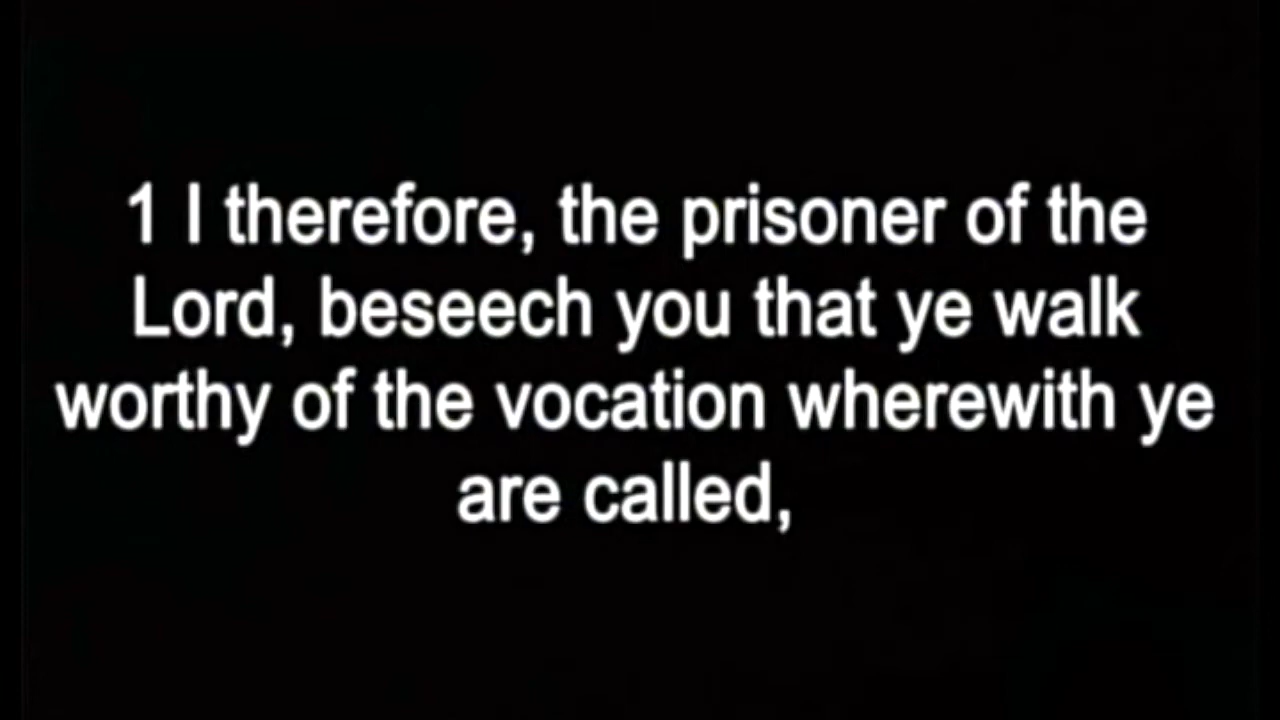 1 I therefore, the prisoner of the
Lord, beseech you that ye walk
worthy of the vocation wherewith ye
are called,